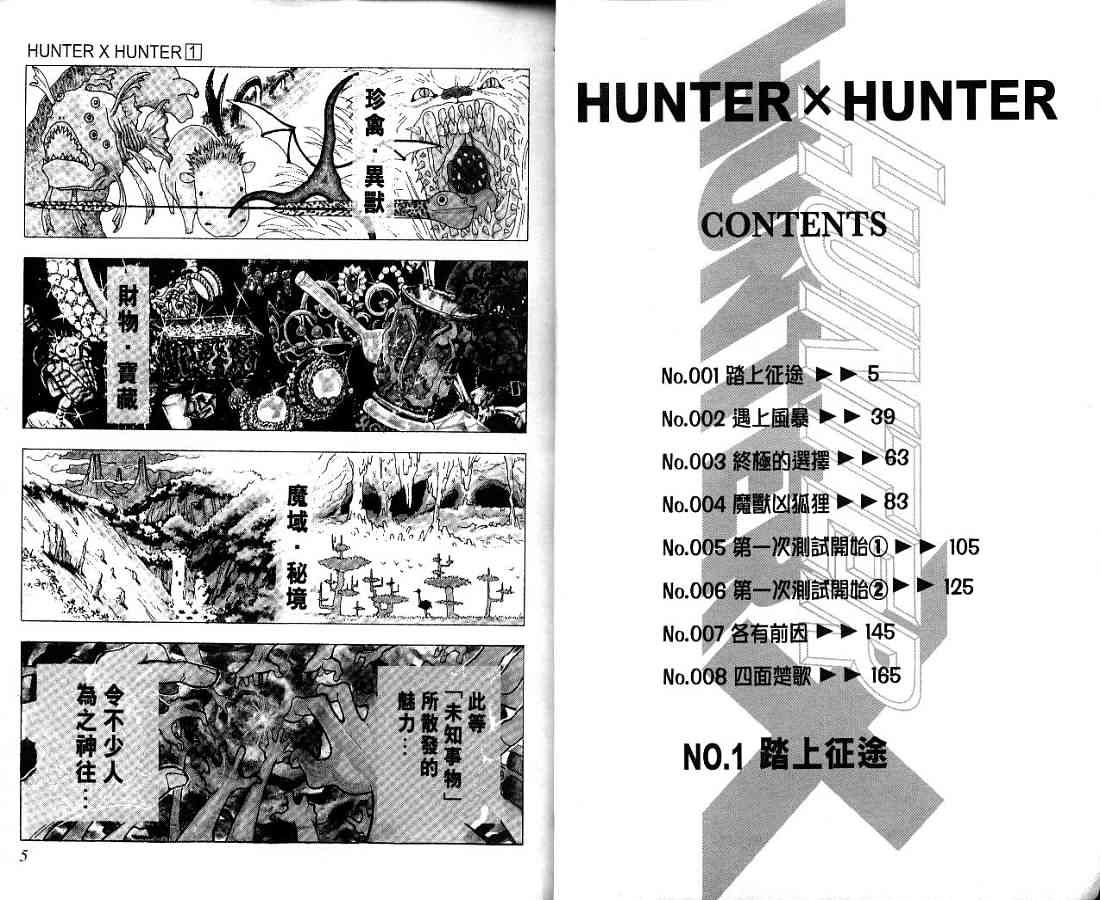 HUNTER×HUNTER
CONTENTS
No.001 踏上征途 ▶ ▶ 5
No.002 遇上風暴 ▶ ▶ 39
No.003 終極的選擇 ▶ ▶ 63
No.004 魔獸凶狐狸 ▶ ▶ 83
No.005 第一次測試開始① ▶ ▶ 105
No.006 第一次測試開始② ▶ ▶ 125
No.007 各有前因 ▶ ▶ 145
No.008 四面楚歌 ▶ ▶ 165
NO.1 踏上征途
HUNTER
HUNTER
HUNTER X HUNTER 1
珍禽．異獸
財物．寶藏
魔域．秘境
此等
「未知事物」
所散發的
魅力…
令不少人
為之神往…
5